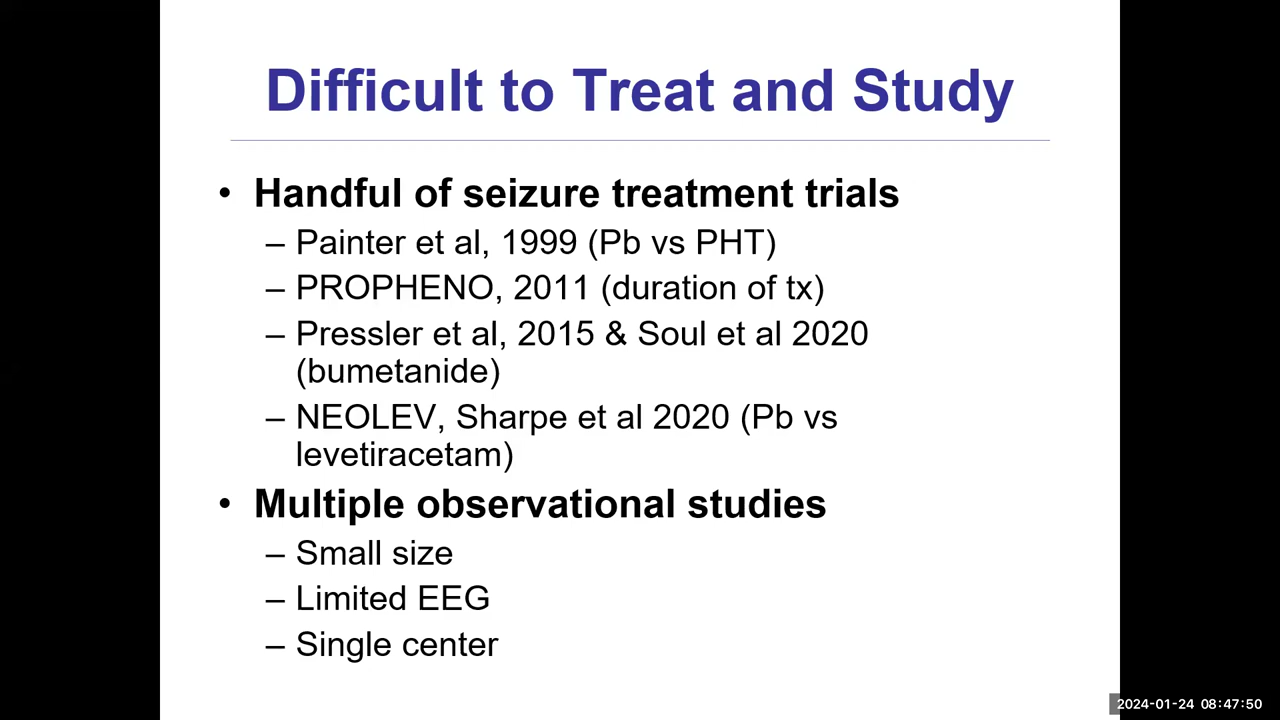 Difficult to Treat and Study
• Handful of seizure treatment trials
– Painter et al, 1999 (Pb vs PHT)
– PROPHENO, 2011 (duration of tx)
– Pressler et al, 2015 & Soul et al 2020
(bumetanide)
– NEOLEV, Sharpe et al 2020 (Pb vs
levetiracetam)
• Multiple observational studies
– Small size
– Limited EEG
– Single center
2024-01-24 08:47:50